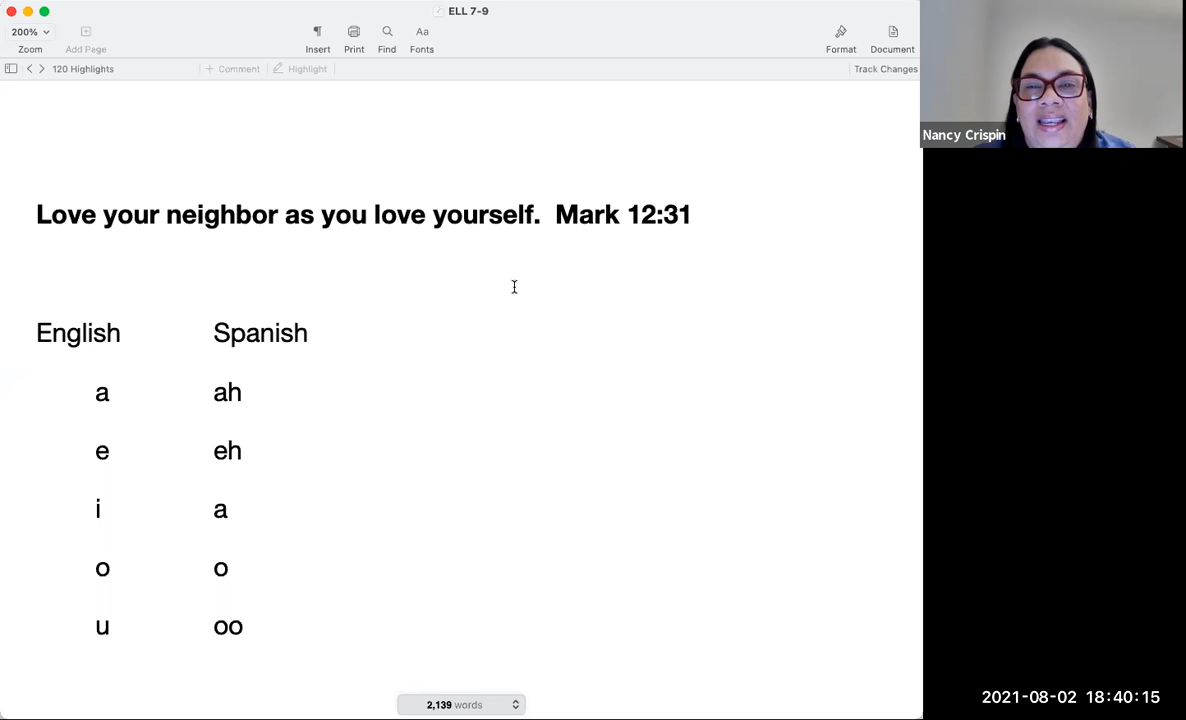 ELL 7-9
200%
Zoom
Add Page
Insert
Print
Find
Fonts
Format
Document
120 Highlights
+ Comment
Highlight
Track Changes
Nancy Crispin
Love your neighbor as you love yourself. Mark 12:31
English Spanish
a ah
e eh
i a
o o
u oo
2,139 words
2021-08-02 18:40:15